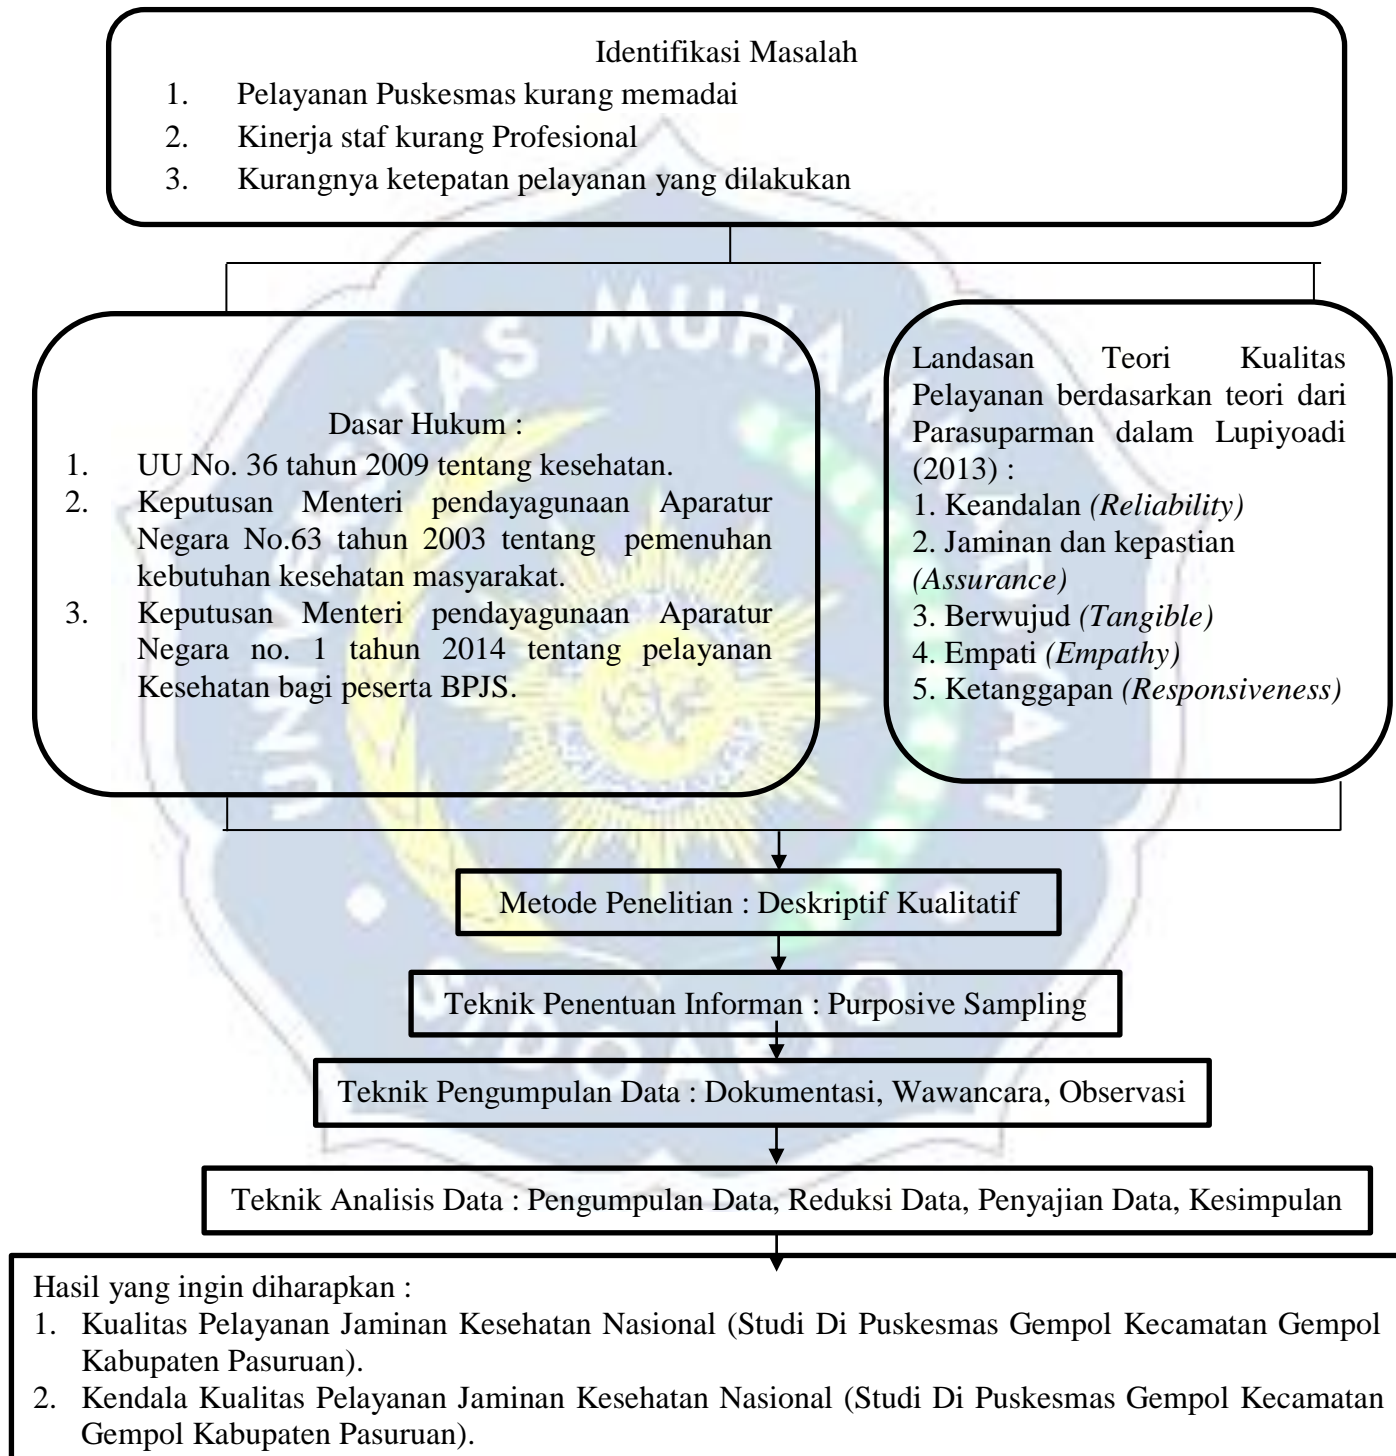 Identifikasi Masalah
1. Pelayanan Puskesmas kurang memadai
2. Kinerja staf kurang Profesional
3. Kurangnya ketepatan pelayanan yang dilakukan
Dasar Hukum :
1. UU No. 36 tahun 2009 tentang kesehatan.
2. Keputusan Menteri pendayagunaan Aparatur
Negara No.63 tahun 2003 tentang pemenuhan
kebutuhan kesehatan masyarakat.
3. Keputusan Menteri pendayagunaan Aparatur
Negara no. 1 tahun 2014 tentang pelayanan
Kesehatan bagi peserta BPJS.
Landasan Teori Kualitas
Pelayanan berdasarkan teori dari
Parasuparman dalam Lupiyoadi
(2013) :
1. Keandalan (Reliability)
2. Jaminan dan kepastian
(Assurance)
3. Berwujud (Tangible)
4. Empati (Empathy)
5. Ketanggapan (Responsiveness)
Metode Penelitian : Deskriptif Kualitatif
Teknik Penentuan Informan : Purposive Sampling
Teknik Pengumpulan Data : Dokumentasi, Wawancara, Observasi
Teknik Analisis Data : Pengumpulan Data, Reduksi Data, Penyajian Data, Kesimpulan
Hasil yang ingin diharapkan :
1. Kualitas Pelayanan Jaminan Kesehatan Nasional (Studi Di Puskesmas Gempol Kecamatan Gempol
Kabupaten Pasuruan).
2. Kendala Kualitas Pelayanan Jaminan Kesehatan Nasional (Studi Di Puskesmas Gempol Kecamatan
Gempol Kabupaten Pasuruan).
SIDOARJO